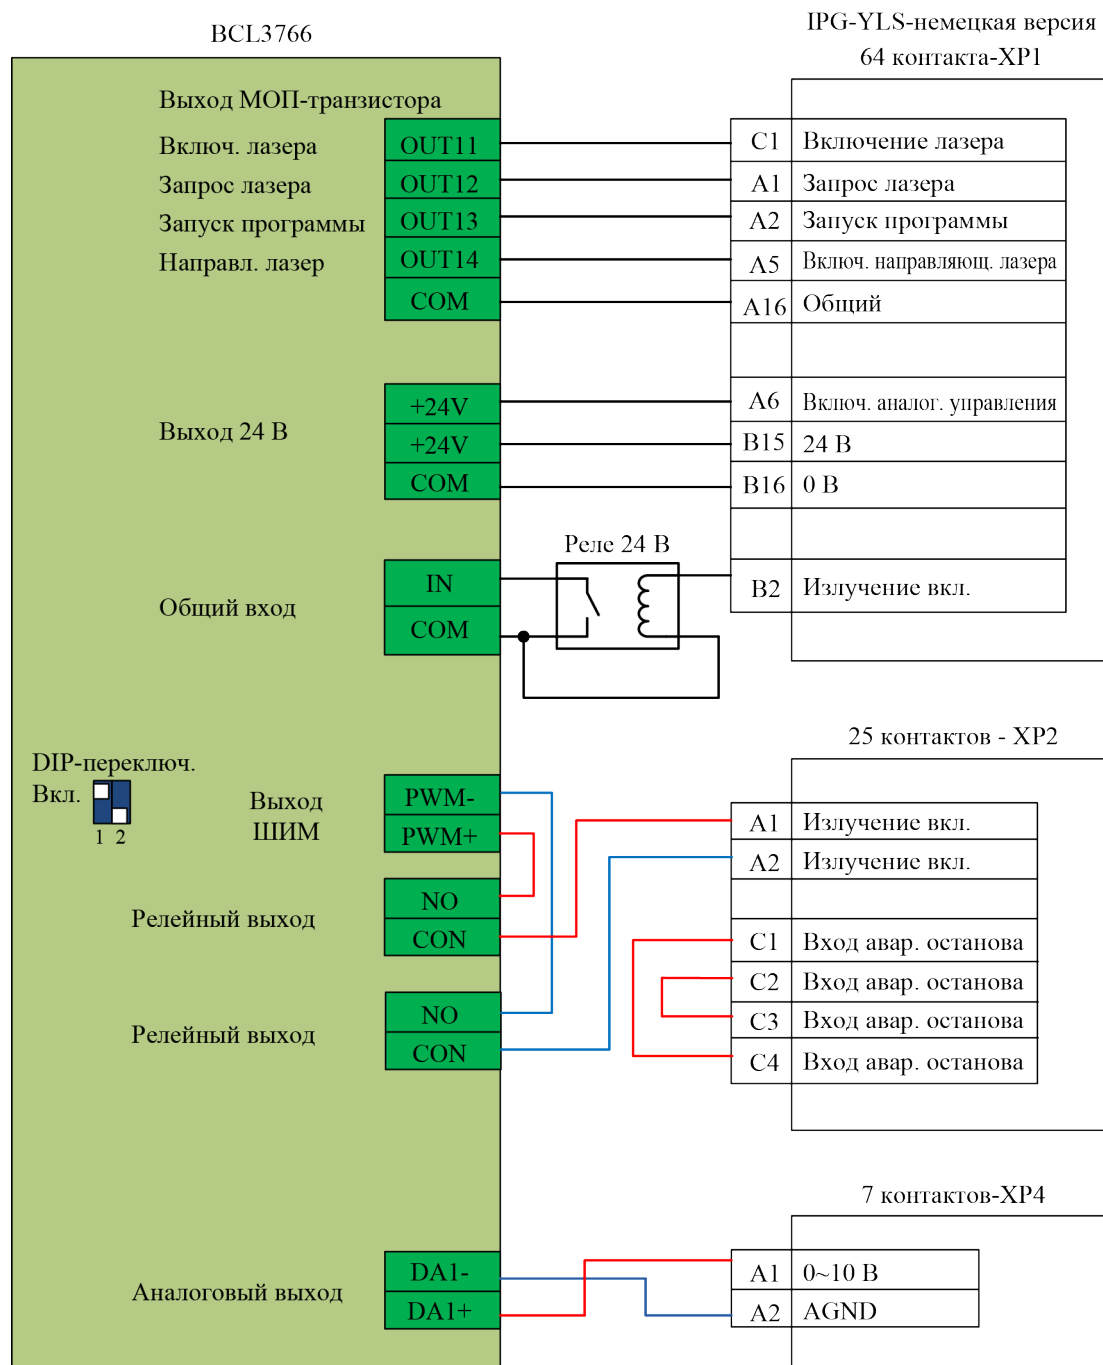 BCL3766
IPG-YLS-немецкая версия
64 контакта-XP1
Выход МОП-транзистора
Включ. лазера
OUT11
C1
Включение лазера
Запрос лазера
OUT12
A1
Запрос лазера
Запуск программы
OUT13
A2
Запуск программы
Направл. лазер
OUT14
A5
Включ. направляющ. лазера
COM
A16
Общий
Выход 24 В
+24V
A6
Включ. аналог. управления
+24V
B15
24 В
COM
B16
0 В
Реле 24 В
Общий вход
IN
COM
B2
Излучение вкл.
25 контактов - XP2
DIP-переключ.
Вкл.
1 2
Выход
ШИМ
PWM-
PWM+
A1
Излучение вкл.
A2
Излучение вкл.
Релейный выход
NO
CON
C1
Вход авар. останова
C2
Вход авар. останова
C3
Вход авар. останова
C4
Вход авар. останова
Релейный выход
NO
CON
7 контактов-XP4
Аналоговый выход
DA1-
DA1+
A1
0~10 В
A2
AGND